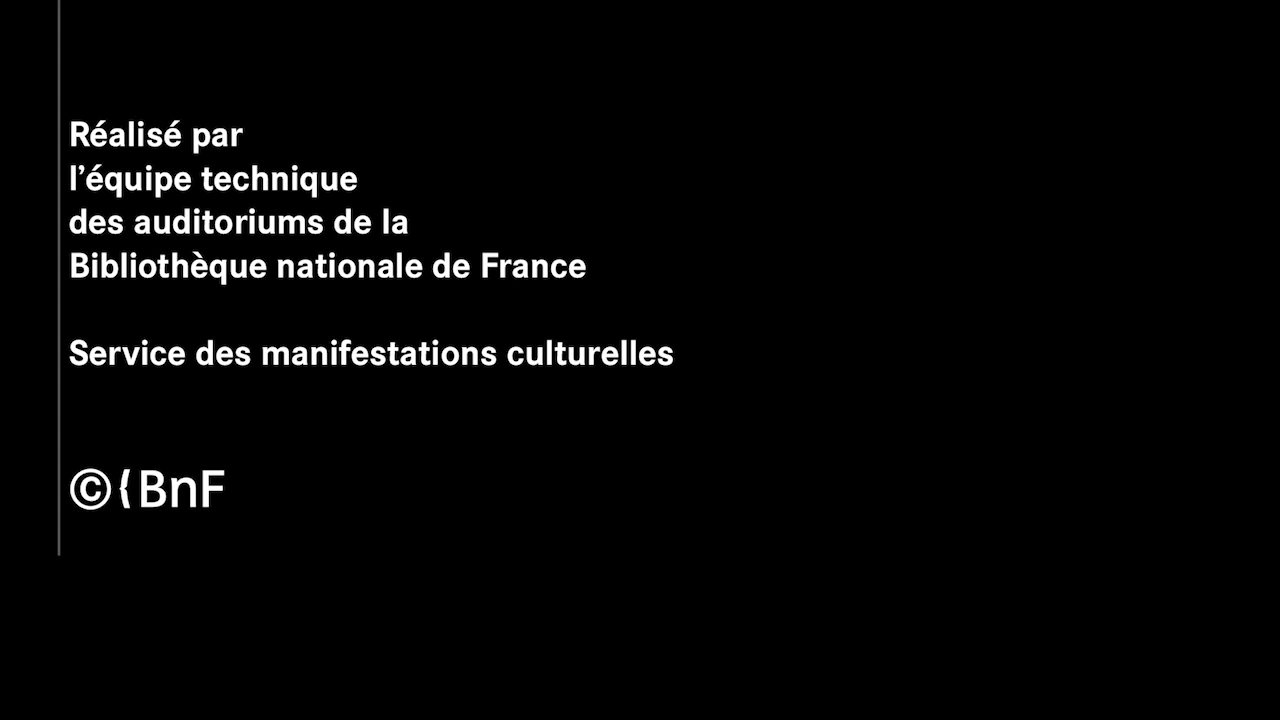 Réalisé par
l’équipe technique
des auditoriums de la
Bibliothèque nationale de France
Service des manifestations culturelles
©{BnF